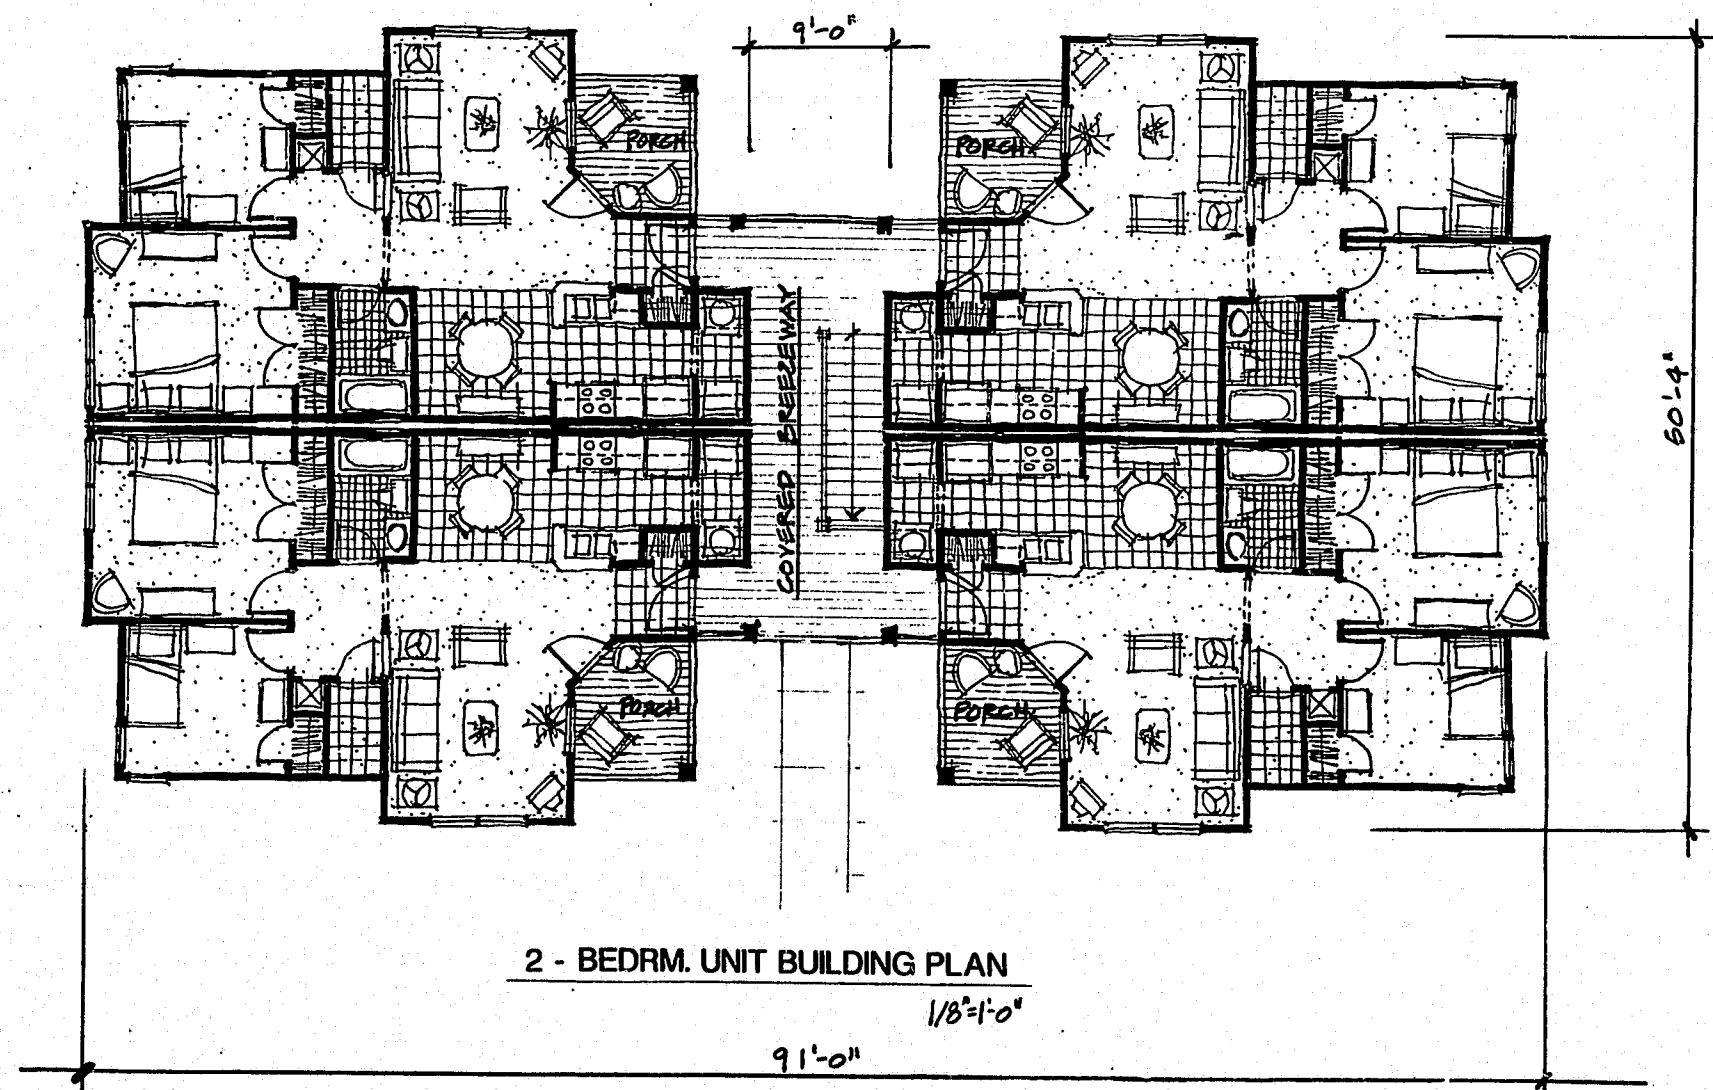 9'-0"
PORCH
PORCH
COVERED BREEZEWAY
50'-4"
PORCH
PORCH
2 - BEDRM. UNIT BUILDING PLAN
1/8"=1'-0"
91'-0"